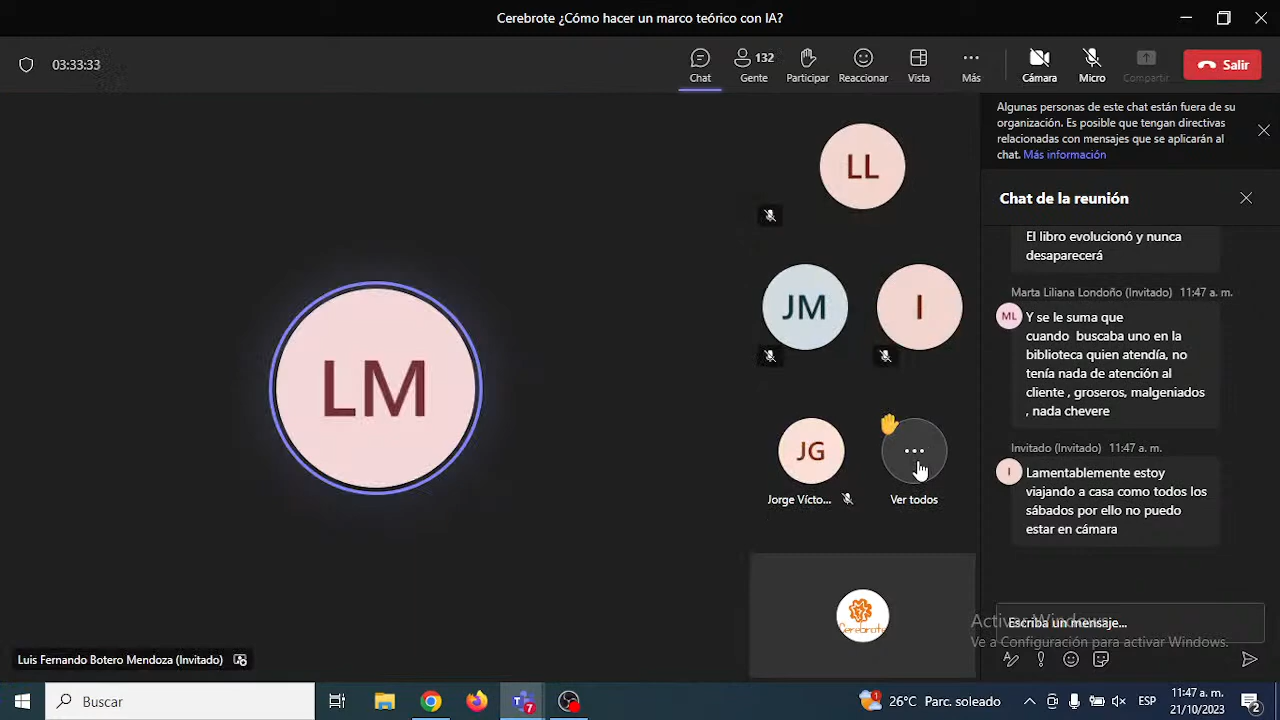 Cerebrote ¿Cómo hacer un marco teórico con IA?
03:33:33
Chat
132
Gente
Participar
Reaccionar
Vista
Más
Cámara
Micro
Compartir
Salir
Algunas personas de este chat están fuera de su
organización. Es posible que tengan directivas
relacionadas con mensajes que se aplicarán al
chat. Más información
Chat de la reunión
El libro evolucionó y nunca
desaparecerá
Marta Liliana Londoño (Invitado) 11:47 a. m.
ML
Y se le suma que
cuando buscaba uno en la
biblioteca quien atendía, no
tenía nada de atención al
cliente , groseros, malgeniados
, nada chevere
Invitado (Invitado) 11:47 a. m.
I
Lamentablemente estoy
viajando a casa como todos los
sábados por ello no puedo
estar en cámara
Escriba un mensaje...
Activar Windows
Ve a Configuración para activar Windows.
LL
JM
I
LM
JG
Jorge Vícto...
Ver todos
Cerebrote
Luis Fernando Botero Mendoza (Invitado)
Buscar
7
1
26°C Parc. soleado
ESP
11:47 a. m.
21/10/2023
2